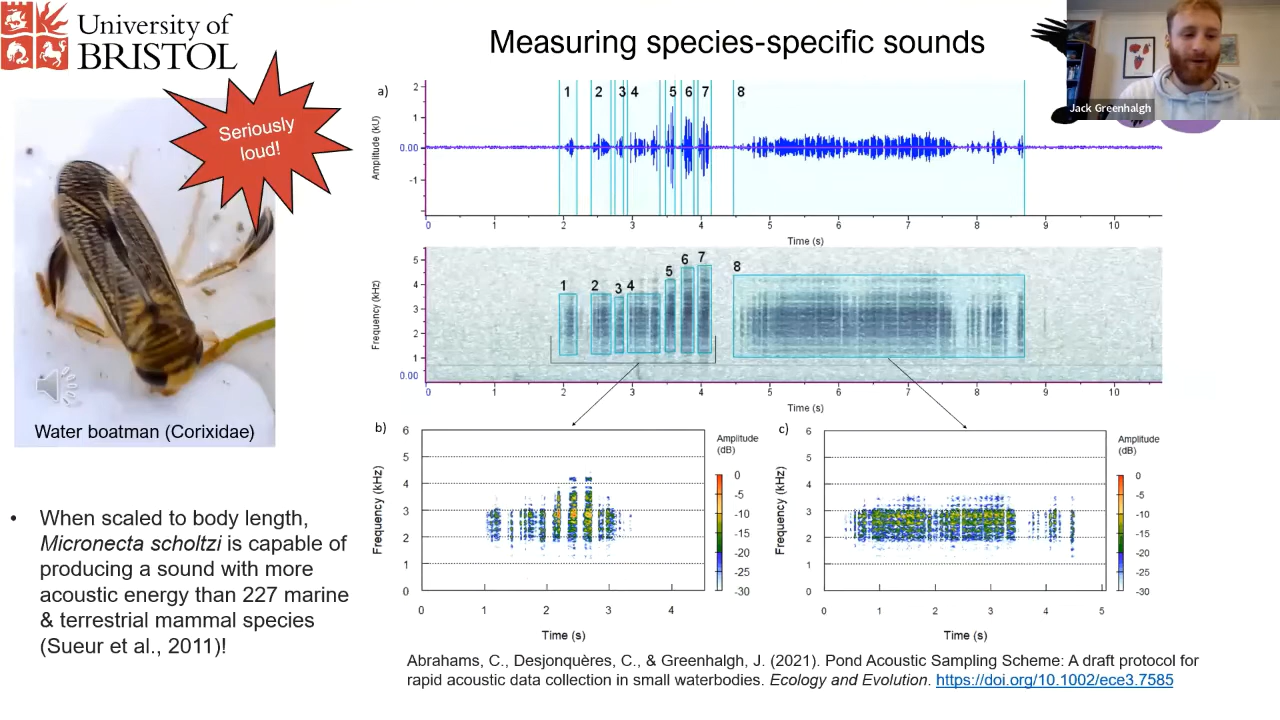 University of
BRISTOL
Measuring species-specific sounds
Jack Greenhalgh
Seriously
loud!
Water boatman (Corixidae)
• When scaled to body length,
Micronecta scholtzi is capable of
producing a sound with more
acoustic energy than 227 marine
& terrestrial mammal species
(Sueur et al., 2011)!
a)
Amplitude (kU)
2
1
0.00
-1
1 2 3 4 5 6 7 8
0 1 2 3 4 5 6 7 8 9 10
Time (s)
Frequency (kHz)
5
4
3
2
1
0.00
1 2 3 4 5 6 7 8
0 1 2 3 4 5 6 7 8 9 10
Time (s)
b)
Frequency (kHz)
6
5
4
3
2
1
0
0 1 2 3 4
Time (s)
Amplitude
(dB)
0
-5
-10
-15
-20
-25
-30
c)
Frequency (kHz)
6
5
4
3
2
1
0
0 1 2 3 4 5
Time (s)
Amplitude
(dB)
0
-5
-10
-15
-20
-25
-30
Abrahams, C., Desjonquères, C., & Greenhalgh, J. (2021). Pond Acoustic Sampling Scheme: A draft protocol for
rapid acoustic data collection in small waterbodies. Ecology and Evolution. https://doi.org/10.1002/ece3.7585